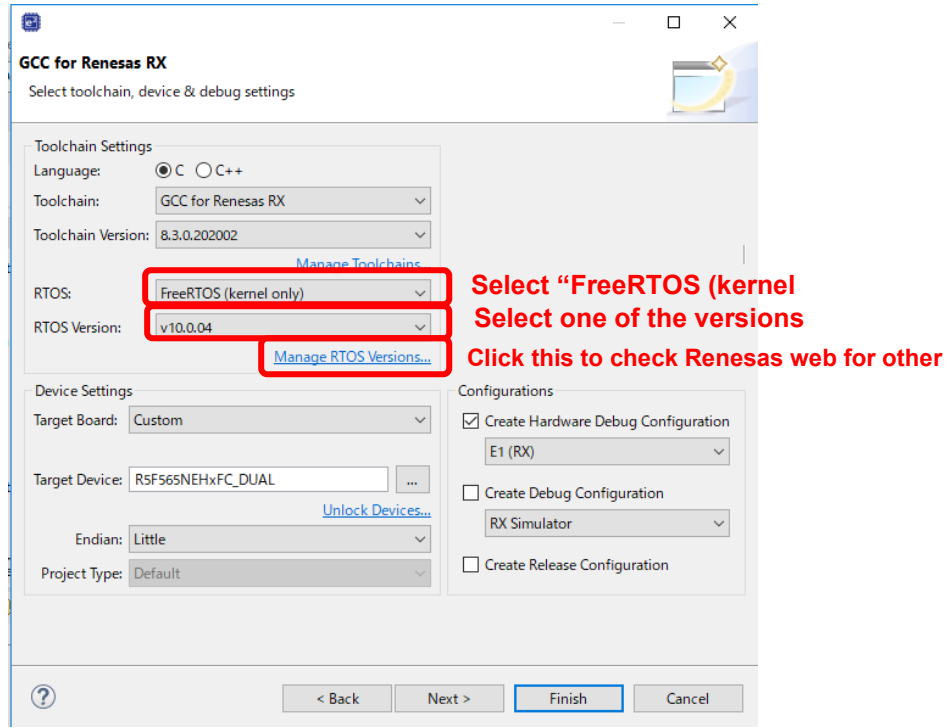 GCC for Renesas RX
Select toolchain, device & debug settings
Toolchain Settings
Language: C C++
Toolchain: GCC for Renesas RX
Toolchain Version: 8.3.0.202002
Manage Toolchains...
RTOS: FreeRTOS (kernel only)
Select “FreeRTOS (kernel
RTOS Version: v10.0.04
Select one of the versions
Manage RTOS Versions...
Click this to check Renesas web for other
Device Settings
Target Board: Custom
Target Device: R5F565NEHxFC_DUAL ...
Unlock Devices...
Endian: Little
Project Type: Default
Configurations
Create Hardware Debug Configuration
E1 (RX)
Create Debug Configuration
RX Simulator
Create Release Configuration
? < Back Next > Finish Cancel